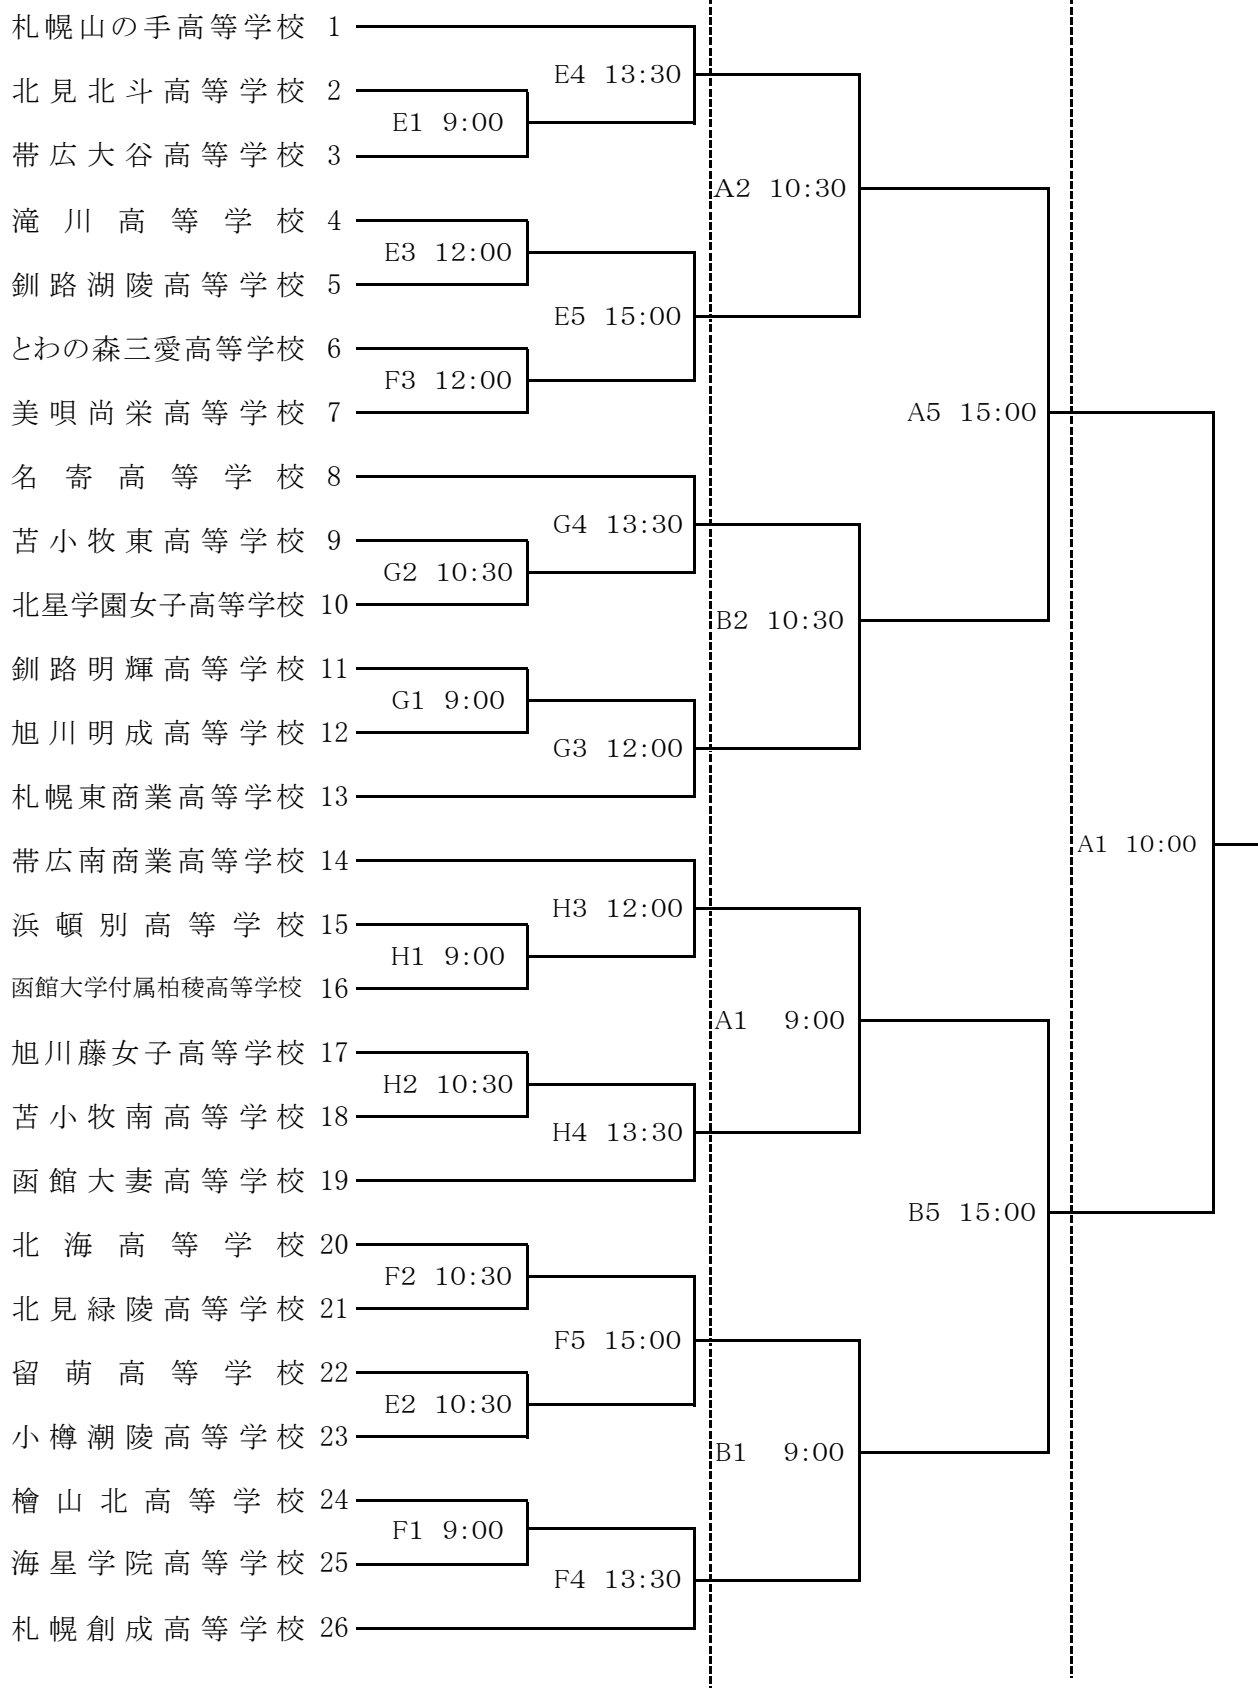 札幌山の手高等学校 1
E4 13:30
北見北斗高等学校 2
E1 9:00
帯広大谷高等学校 3
A2 10:30
滝川高等学校 4
E3 12:00
釧路湖陵高等学校 5
E5 15:00
とわの森三愛高等学校 6
F3 12:00
美唄尚栄高等学校 7
A5 15:00
名寄高等学校 8
G4 13:30
苫小牧東高等学校 9
G2 10:30
北星学園女子高等学校 10
B2 10:30
釧路明輝高等学校 11
G1 9:00
旭川明成高等学校 12
G3 12:00
札幌東商業高等学校 13
A1 10:00
帯広南商業高等学校 14
H3 12:00
浜頓別高等学校 15
H1 9:00
函館大学付属柏稜高等学校 16
A1 9:00
旭川藤女子高等学校 17
H2 10:30
苫小牧南高等学校 18
H4 13:30
函館大妻高等学校 19
B5 15:00
北海高等学校 20
F2 10:30
北見緑陵高等学校 21
F5 15:00
留萌高等学校 22
E2 10:30
小樽潮陵高等学校 23
B1 9:00
檜山北高等学校 24
F1 9:00
海星学院高等学校 25
F4 13:30
札幌創成高等学校 26